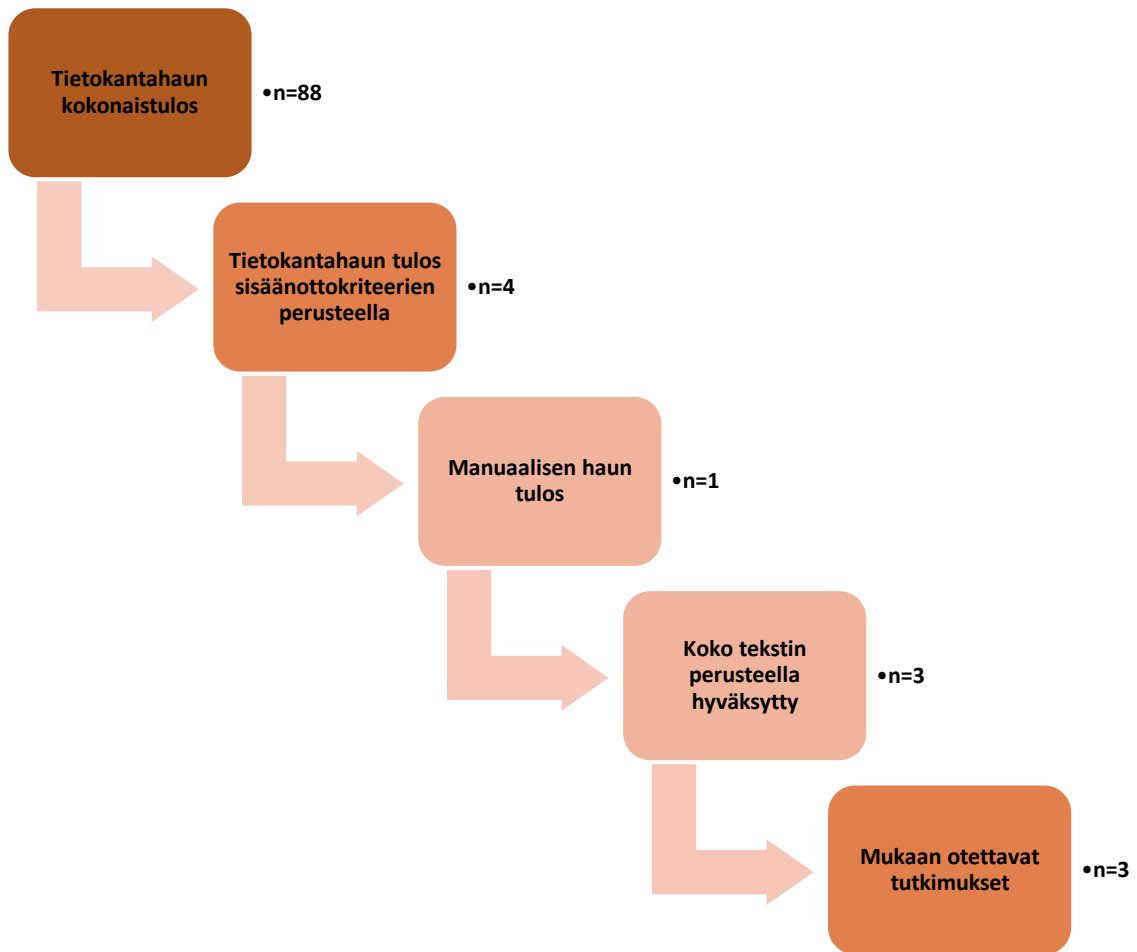 Tietokantahaun
kokonaistulos
•n=88
Tietokantahaun tulos
sisäänottokriteerien
perusteella
•n=4
Manuaalisen haun
tulos
•n=1
Koko tekstin
perusteella
hyväksytty
•n=3
Mukaan otettavat
tutkimukset
•n=3